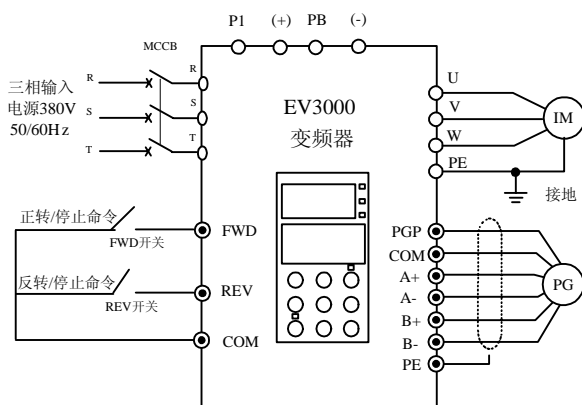 P1 (+) PB (-)
MCCB
三相输入
电源380V
50/60Hz
R R
S S
T T
EV3000
变频器
U
V
W
PE
IM
接地
正转/停止命令
FWD开关
FWD
反转/停止命令
REV开关
REV
COM
PGP
COM
A+
A-
B+
B-
PE
PG